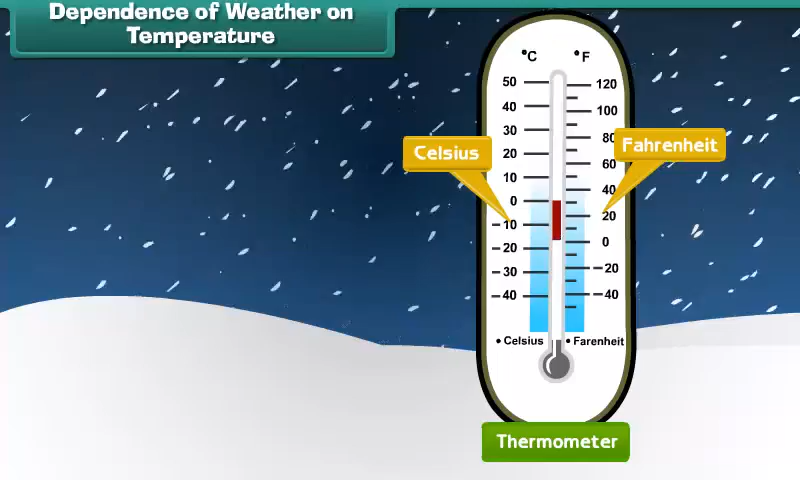 Dependence of Weather on
Temperature
°C °F
50 120
40 100
30 80
20 60
10 40
0 20
-10 0
-20 -20
-30 -40
-40
Celsius
Fahrenheit
• Celsius • Farenheit
Thermometer